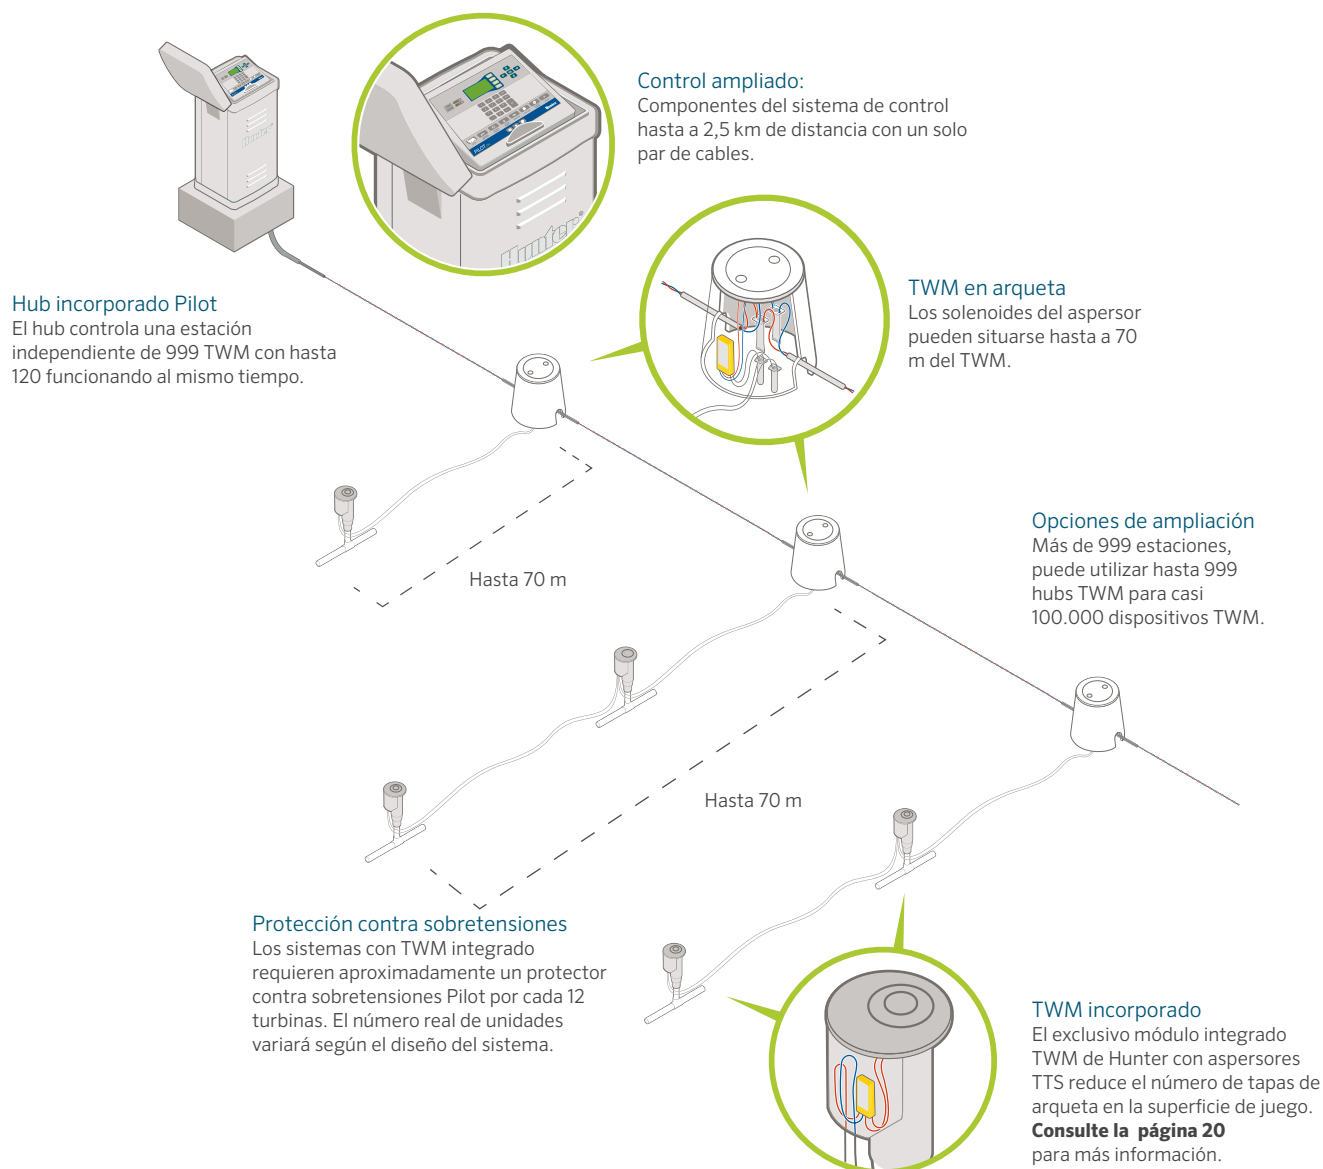 Control ampliado:
Componentes del sistema de control
hasta a 2,5 km de distancia con un solo
par de cables.
PILOT
Hunter®
Hub incorporado Pilot
El hub controla una estación
independiente de 999 TWM con hasta
120 funcionando al mismo tiempo.
TWM en arqueta
Los solenoides del aspersor
pueden situarse hasta a 70
m del TWM.
Hasta 70 m
Opciones de ampliación
Más de 999 estaciones,
puede utilizar hasta 999
hubs TWM para casi
100.000 dispositivos TWM.
Hasta 70 m
Protección contra sobretensiones
Los sistemas con TWM integrado
requieren aproximadamente un protector
contra sobretensiones Pilot por cada 12
turbinas. El número real de unidades
variará según el diseño del sistema.
TWM incorporado
El exclusivo módulo integrado
TWM de Hunter con aspersores
TTS reduce el número de tapas de
arqueta en la superficie de juego.
Consulte la página 20
para más información.